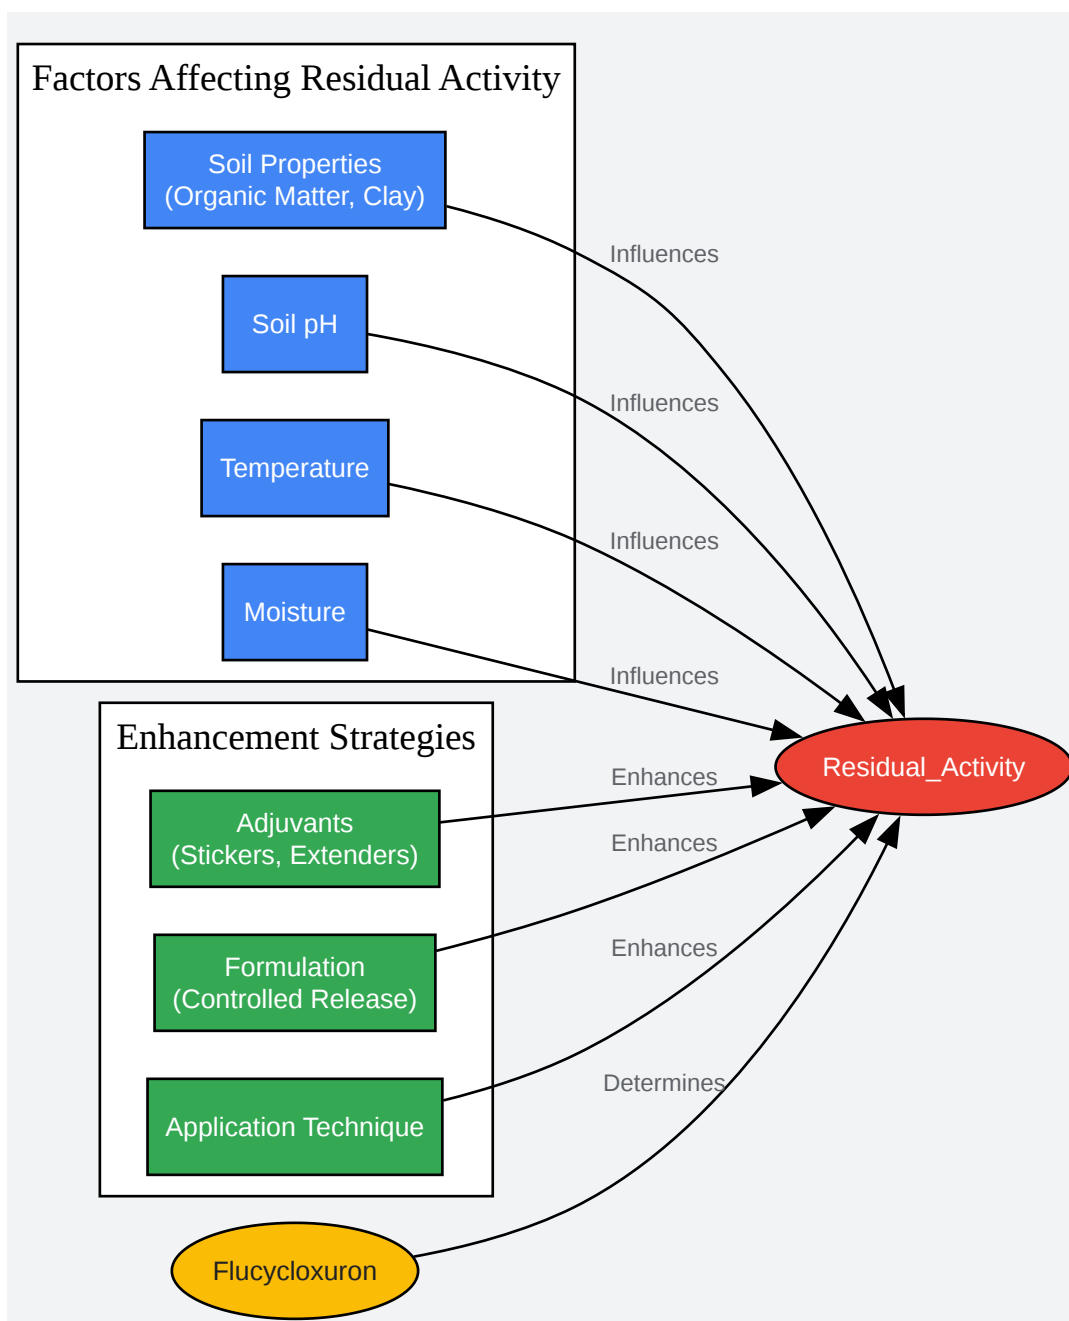 Factors Affecting Residual Activity
Soil Properties
(Organic Matter, Clay)
Influences
Soil pH
Influences
Temperature
Influences
Moisture
Influences
Enhancement Strategies
Residual_Activity
Adjuvants
(Stickers, Extenders)
Enhances
Enhances
Formulation
(Controlled Release)
Enhances
Application Technique
Determines
Flucycloxuron